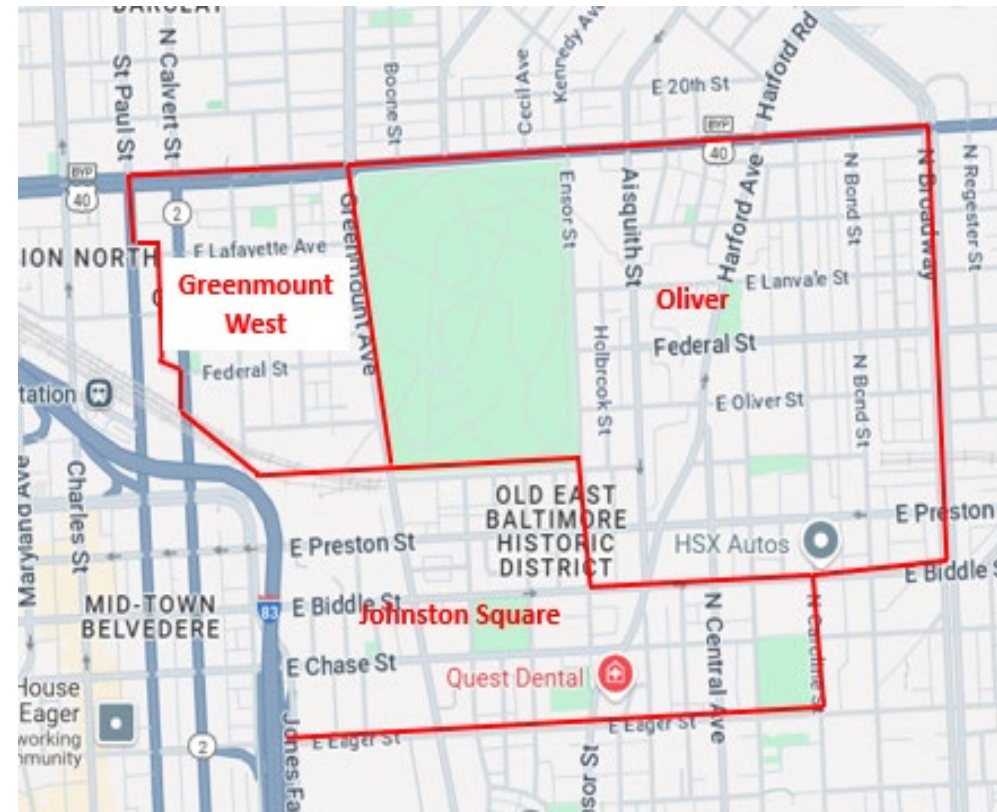 BARCLAY
N Calvert St
St Paul St
Boone St
Cecil Ave
Kennedy Ave
Harford Rd
E 20th St
BYP
40
BYP
40
2
Greenmount Ave
Ensor St
Aisquith St
Harford Ave
N Bond St
N Broadway
N Regester St
ION NORTH
E Lafayette Ave
Greenmount
West
Oliver
E Lanvale St
Federal St
Federal St
Holbrook St
E Oliver St
N Bond St
tation
Maryland Ave
Charles St
OLD EAST
BALTIMORE
HISTORIC
DISTRICT
E Preston St
E Preston
HSX Autos
83
E Biddle St
E Biddle S
Johnston Square
MID-TOWN
BELVEDERE
E Chase St
Quest Dental
N Central Ave
N Caroline St
House
Eager
working
mmunity
2
Jones Fa
E Eager St
E Eager St
sor St